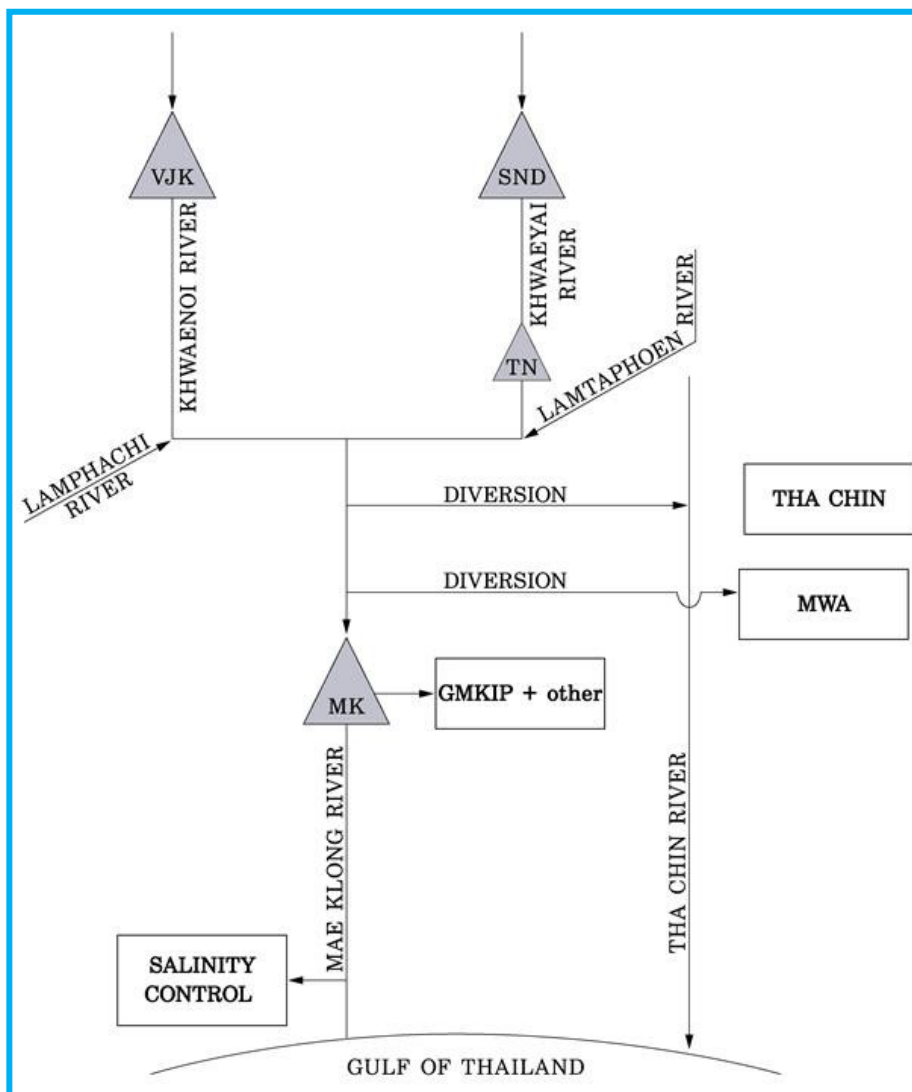 VJK
SND
KHWAENOI RIVER
KHWAEYAI
RIVER
TN
LAMTAPHOEN RIVER
LAMPHACHI
RIVER
DIVERSION
THA CHIN
DIVERSION
MWA
MK
GMKIP + other
MAE KLONG RIVER
THA CHIN RIVER
SALINITY
CONTROL
GULF OF THAILAND